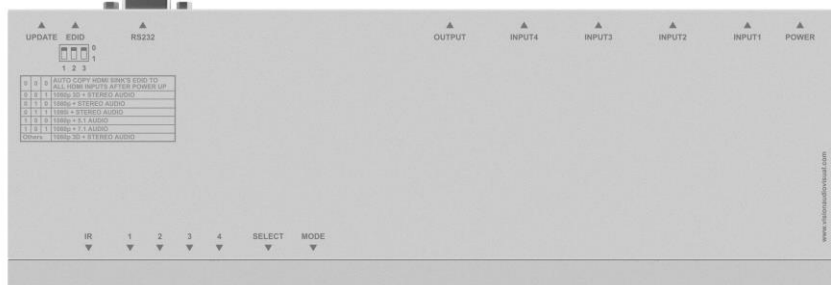 UPDATE EDID RS232 OUTPUT INPUT4 INPUT3 INPUT2 INPUT1 POWER
0
1
1 2 3
0 0 0 AUTO COPY HDMI SINK'S EDID TO
ALL HDMI INPUTS AFTER POWER UP
0 0 1 1080p 3D + STEREO AUDIO
0 1 0 1080p + STEREO AUDIO
0 1 1 1080i + STEREO AUDIO
1 0 0 1080p + 5.1 AUDIO
1 0 1 1080p + 7.1 AUDIO
Others 1080p 3D + STEREO AUDIO
www.visionaudiovisual.com
IR 1 2 3 4 SELECT MODE